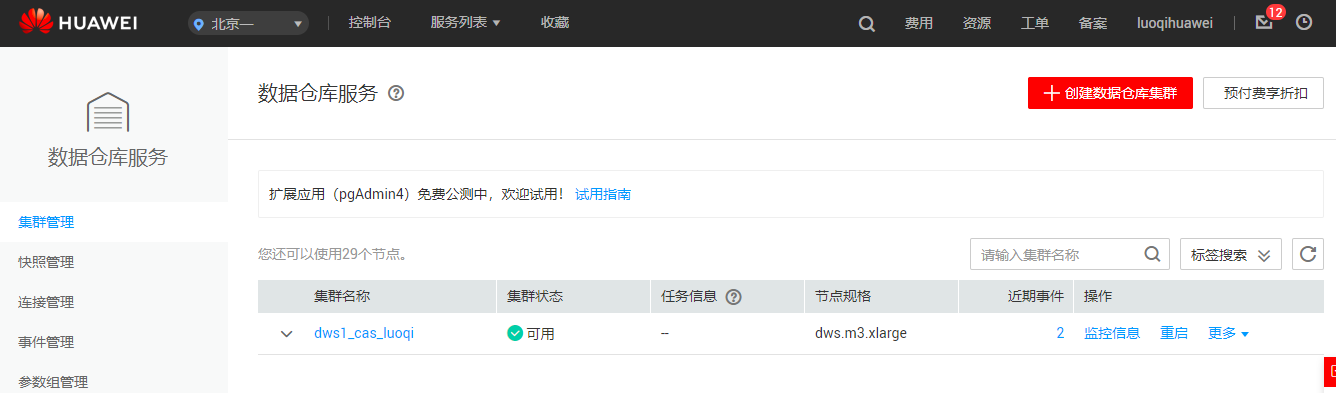 HUAWEI 北京一 控制台 服务列表 收藏 费用 资源 工单 备案 luoqihuawei 12
数据仓库服务
集群管理
快照管理
连接管理
事件管理
参数组管理
数据仓库服务 ? 创建数据仓库集群 预付费享折扣
扩展应用（pgAdmin4）免费公测中，欢迎试用！ 试用指南
您还可以使用29个节点。 请输入集群名称 标签搜索
集群名称 集群状态 任务信息 ? 节点规格 近期事件 操作
dws1_cas_luoqi 可用 -- dws.m3.xlarge 2 监控信息 重启 更多